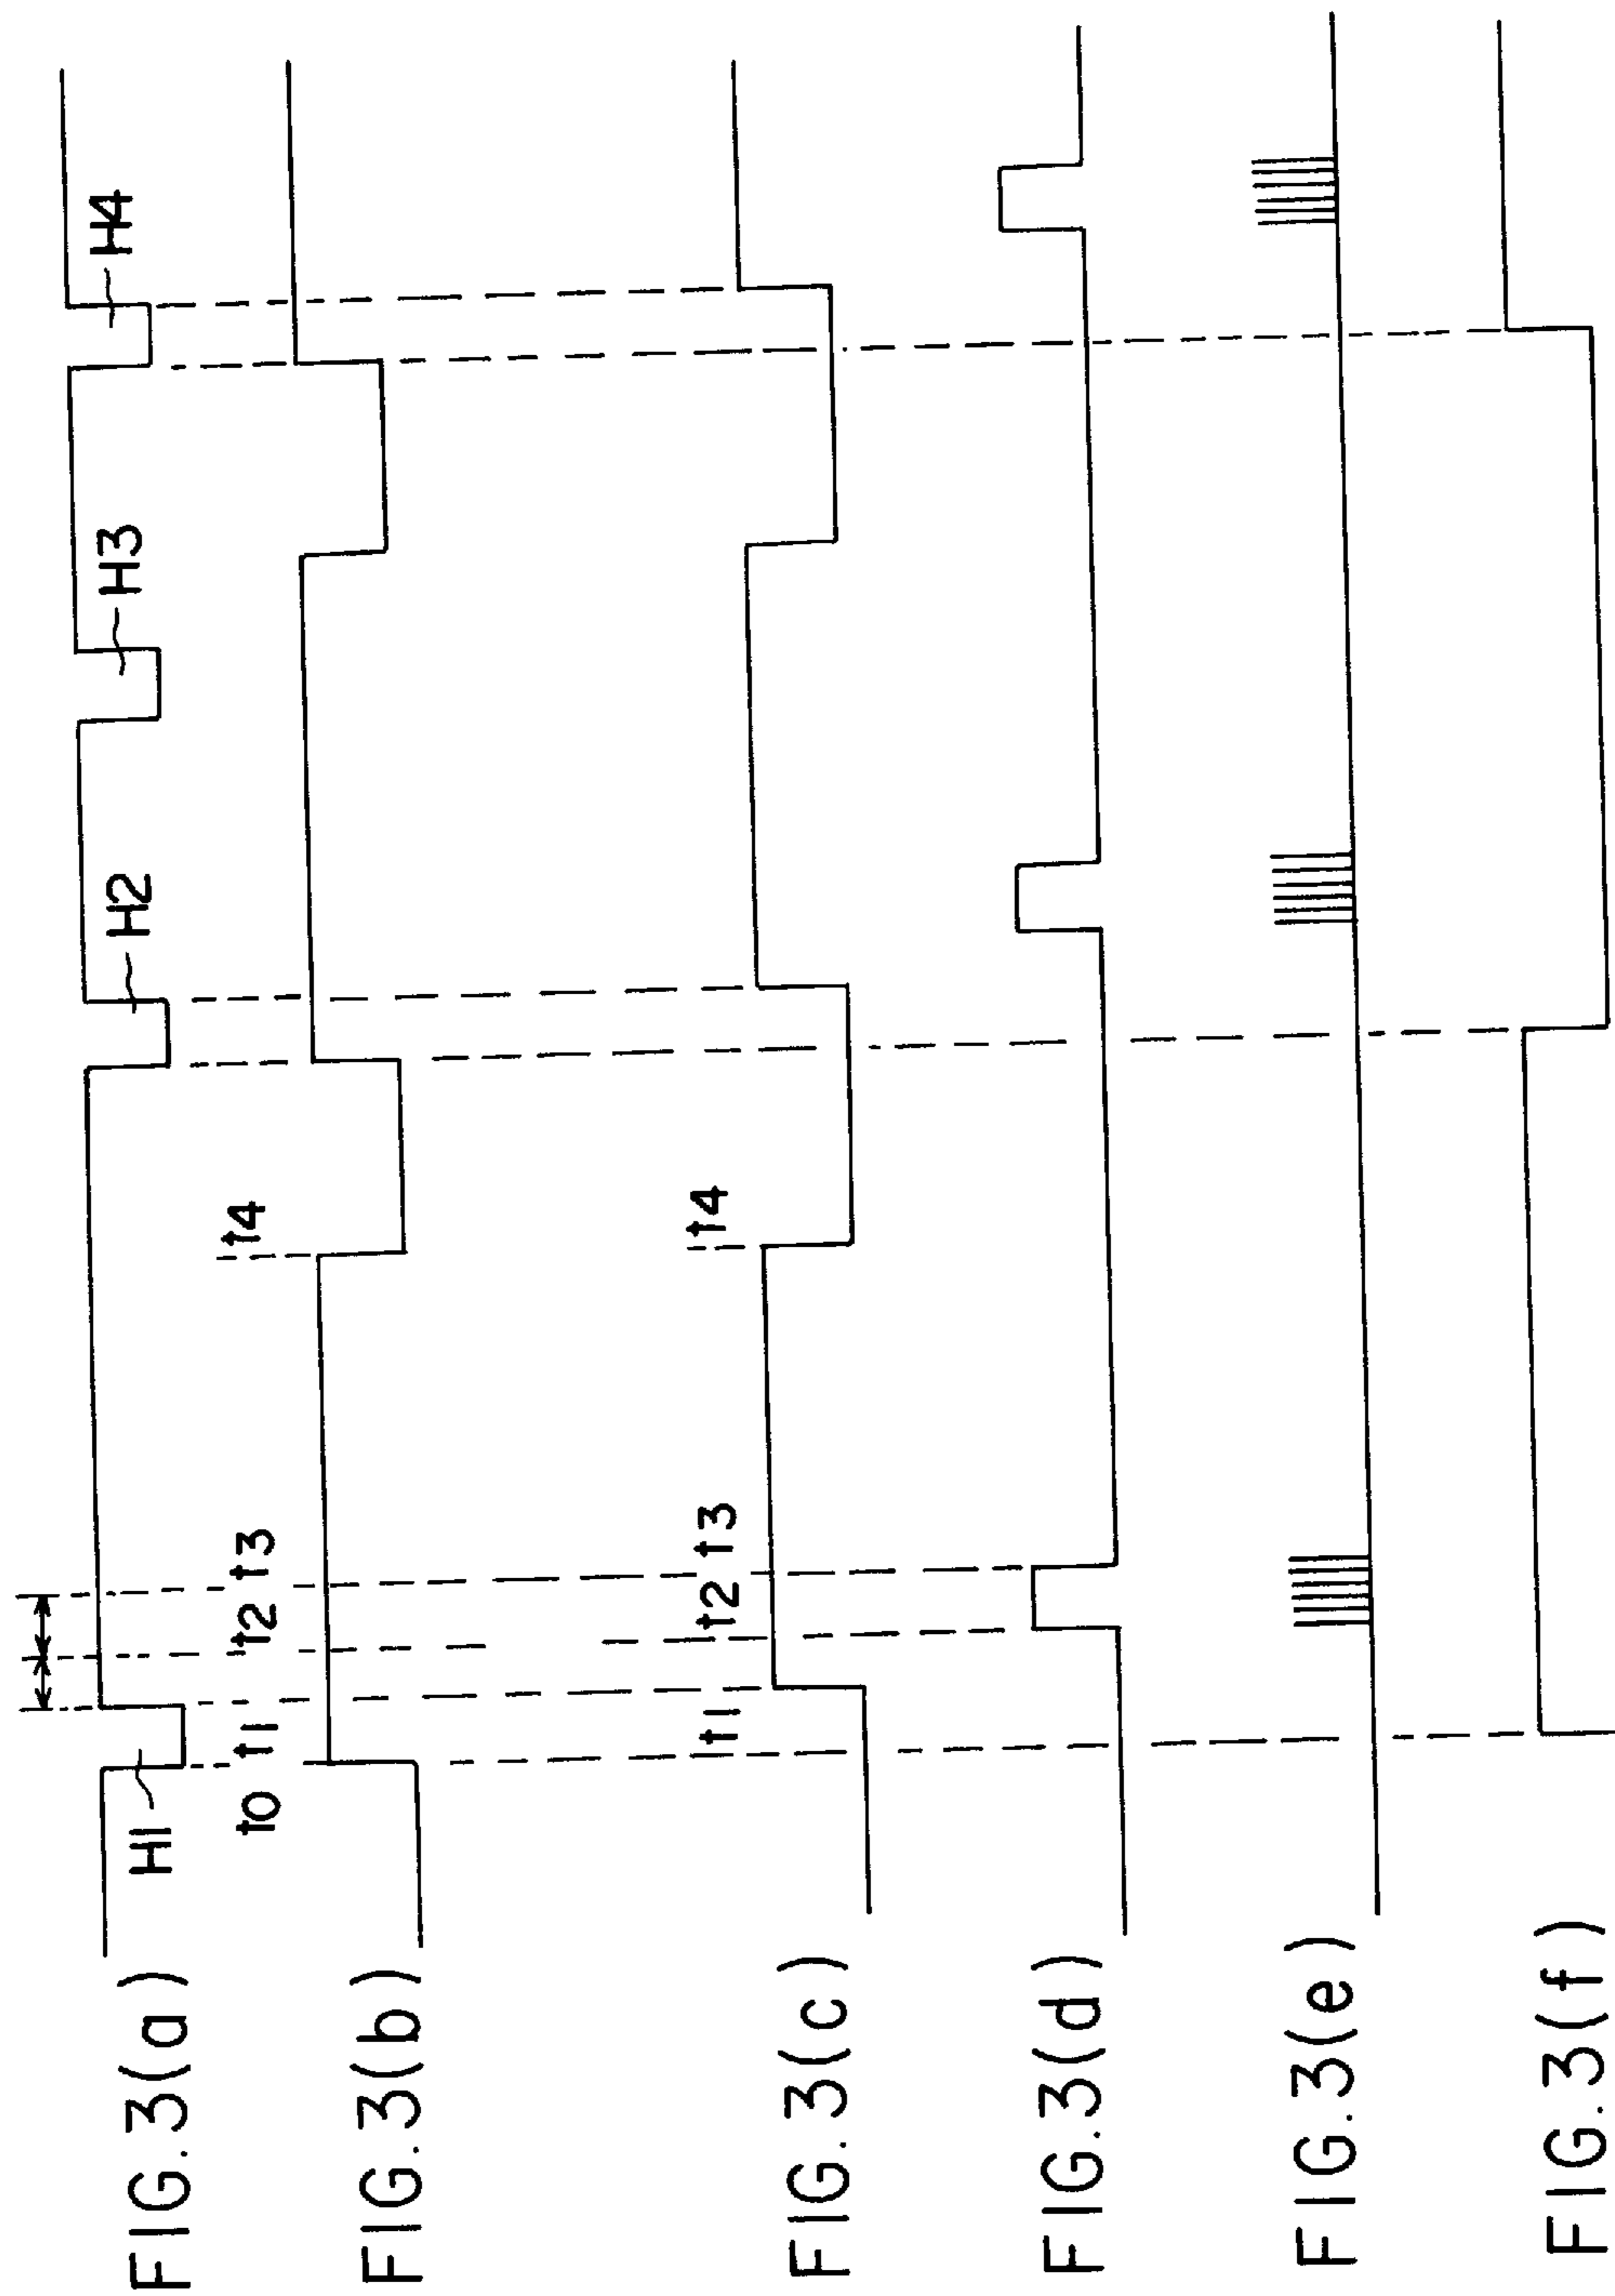 FIG.3(a)
H1
H2
H3
H4
FIG.3(b)
t0
t1
t2
t3
t4
FIG.3(c)
t1
t2
t3
t4
FIG.3(d)
FIG.3(e)
FIG.3(f)